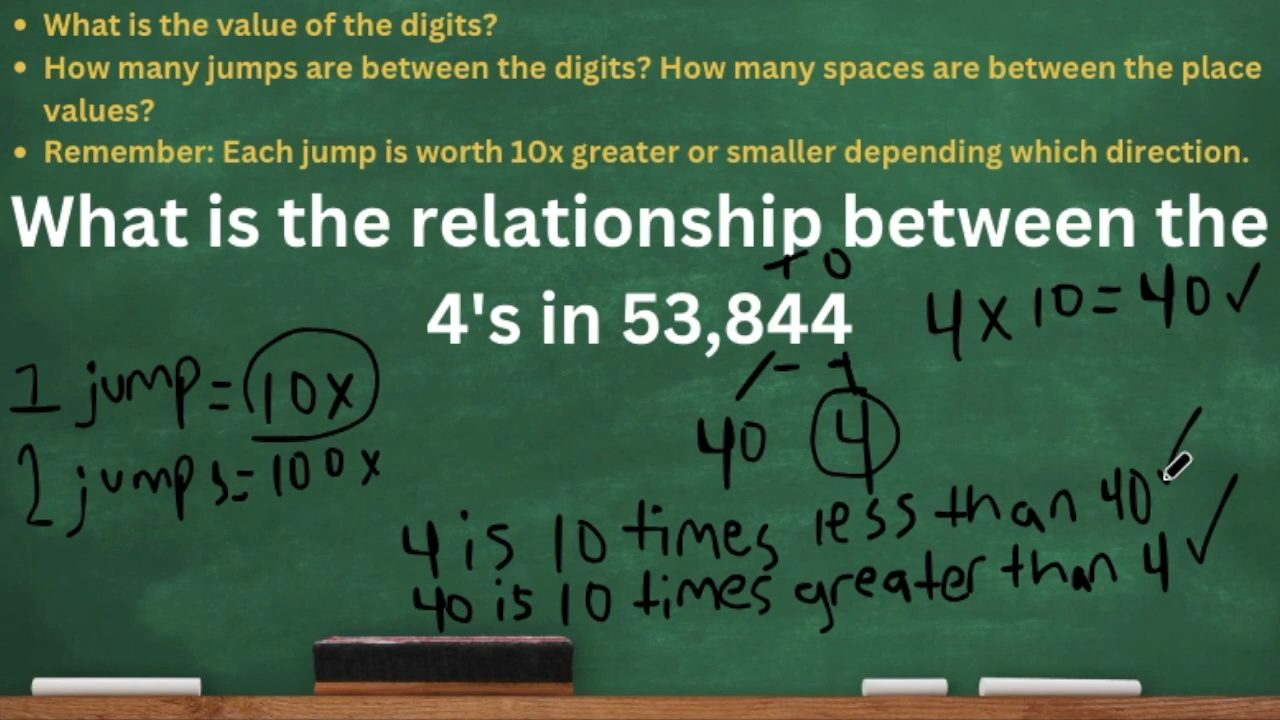 • What is the value of the digits?
• How many jumps are between the digits? How many spaces are between the place
values?
• Remember: Each jump is worth 10x greater or smaller depending which direction.
What is the relationship between the
T O
4's in 53,844
4 x 10 = 40 ✓
1 jump = 10x
2 jumps = 100x
40 4
4 is 10 times less than 40 ✓
40 is 10 times greater than 4 ✓